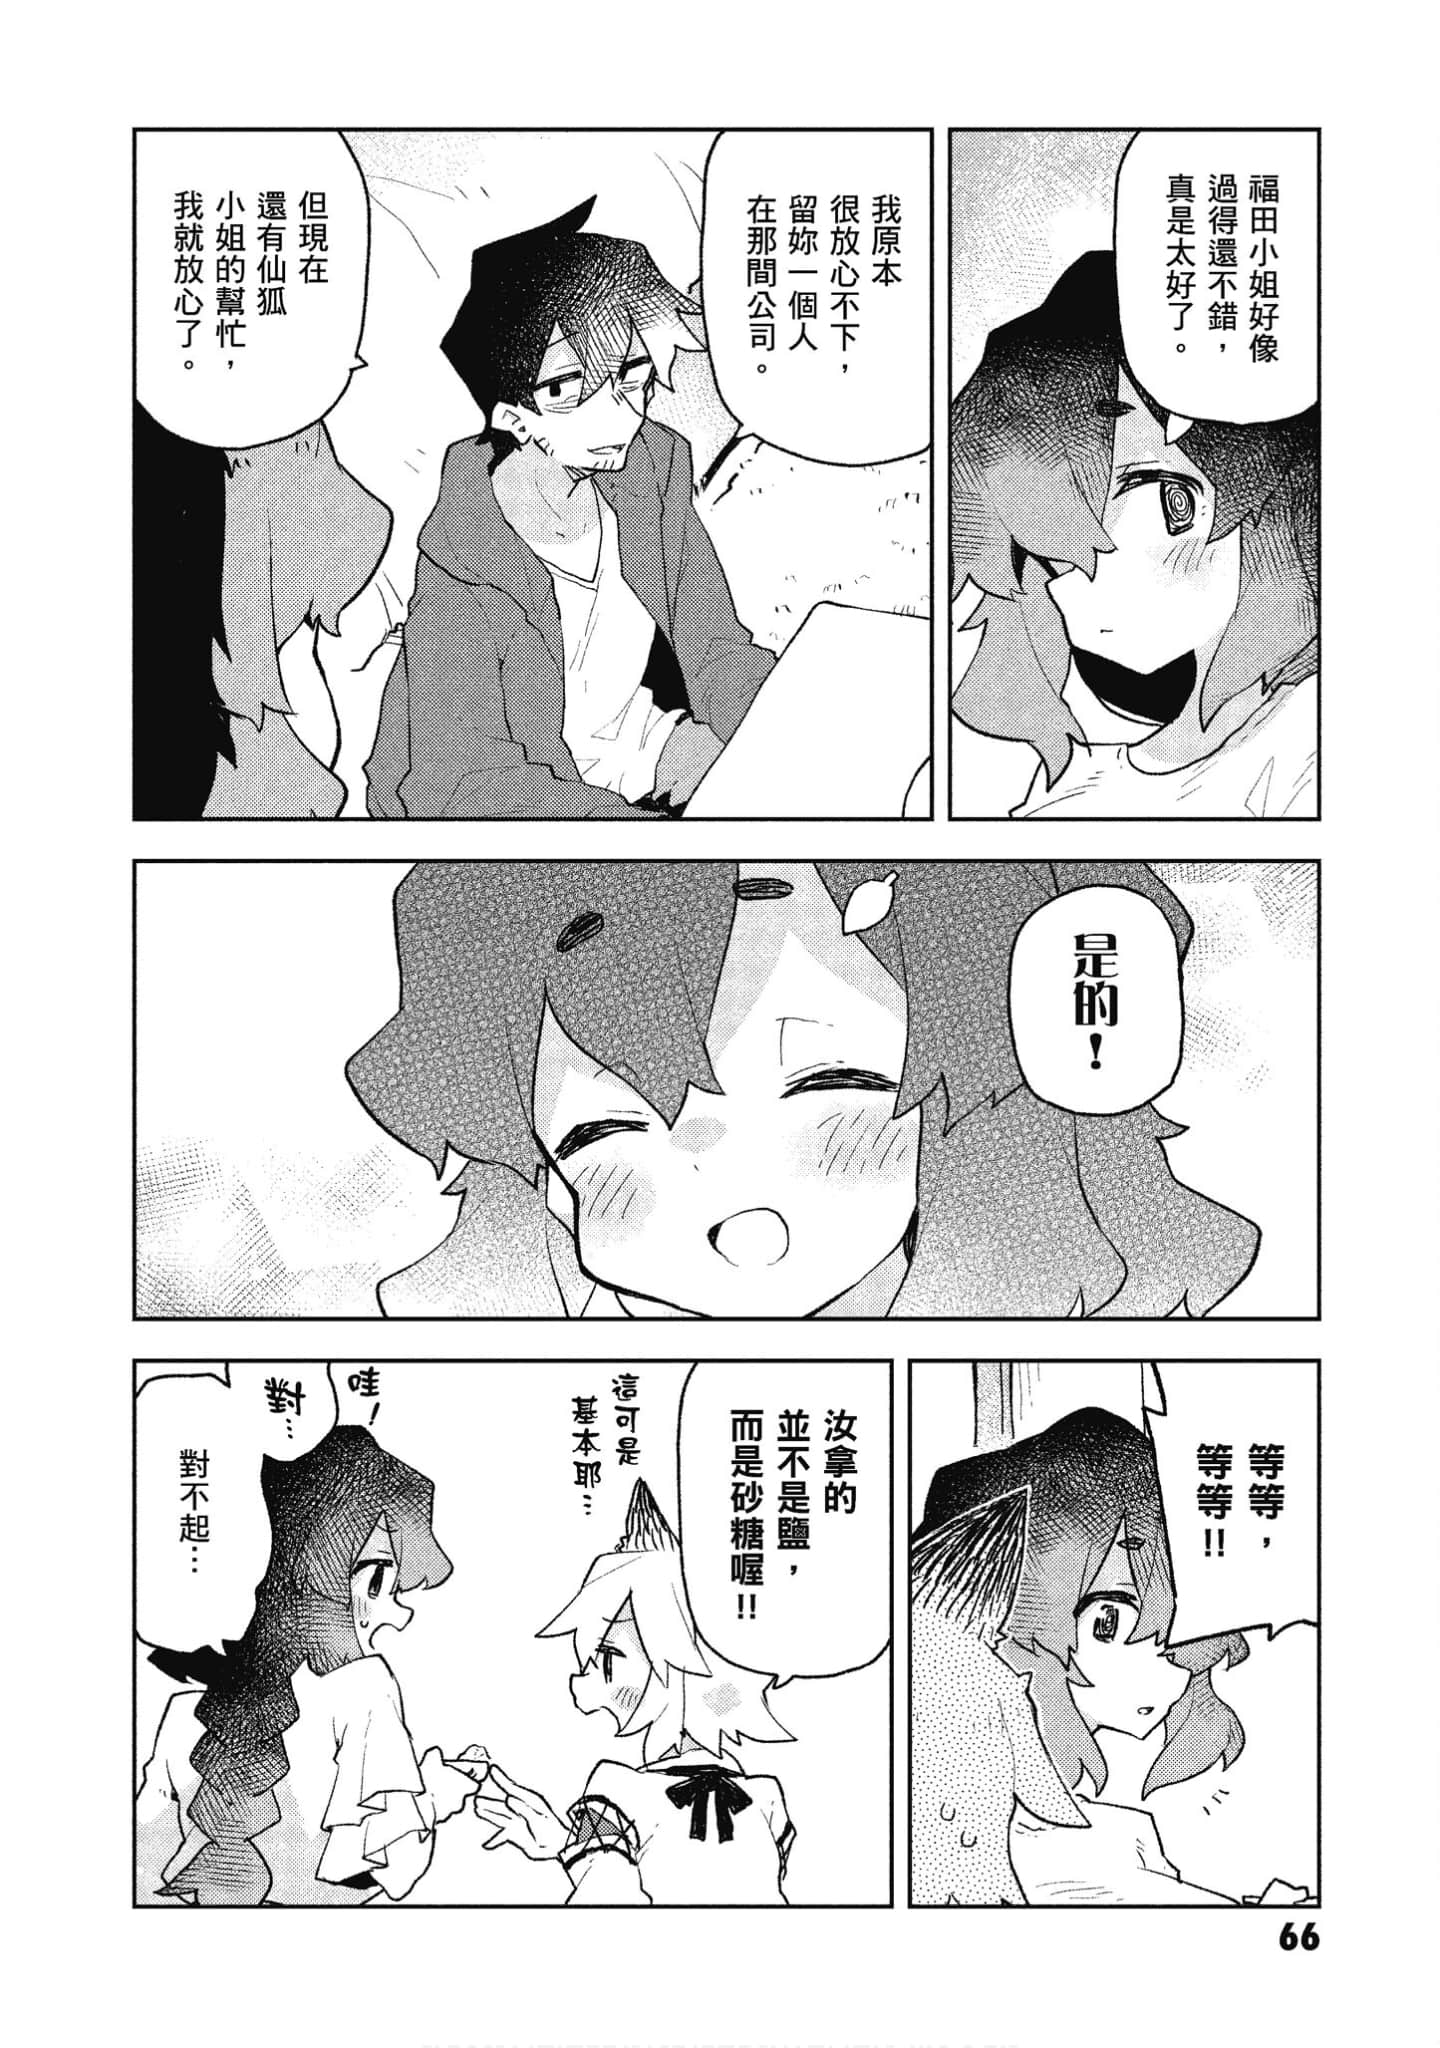 福田小姐好像
過得還不錯，
真是太好了。
我原本
很放心不下，
留妳一個人
在那間公司。
但現在
還有仙狐
小姐的幫忙，
我就放心了。
是的！
等等，
等等!!
汝拿的
並不是鹽，
而是砂糖喔!!
這可是
基本耶…
哇！
對…
對不起…
66